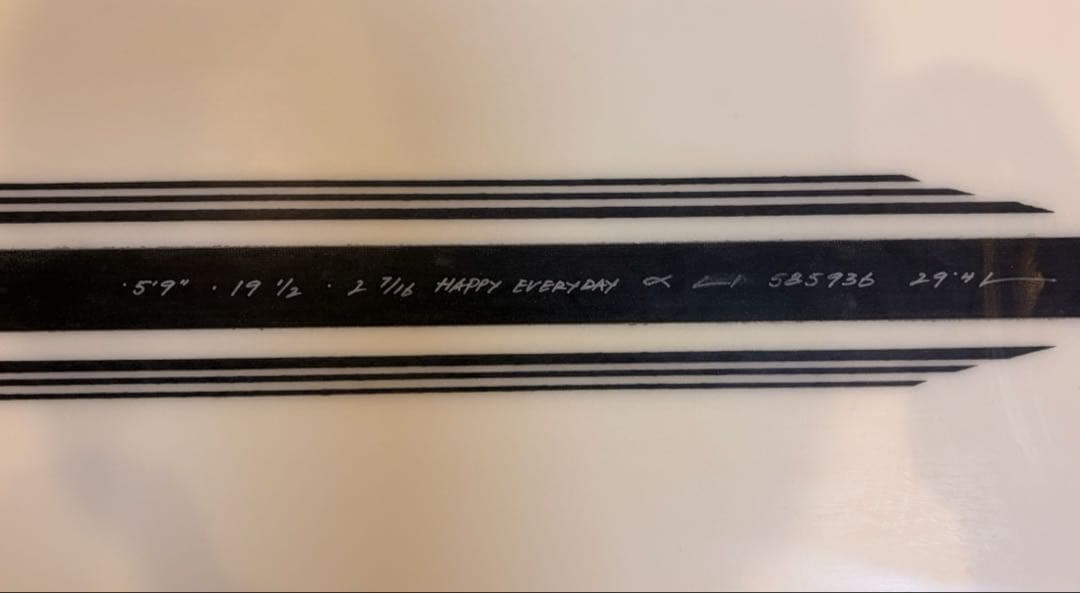 5'9" · 19 1/2 · 2 7/16 HAPPY EVERYDAY ∝ 585936 29.4L